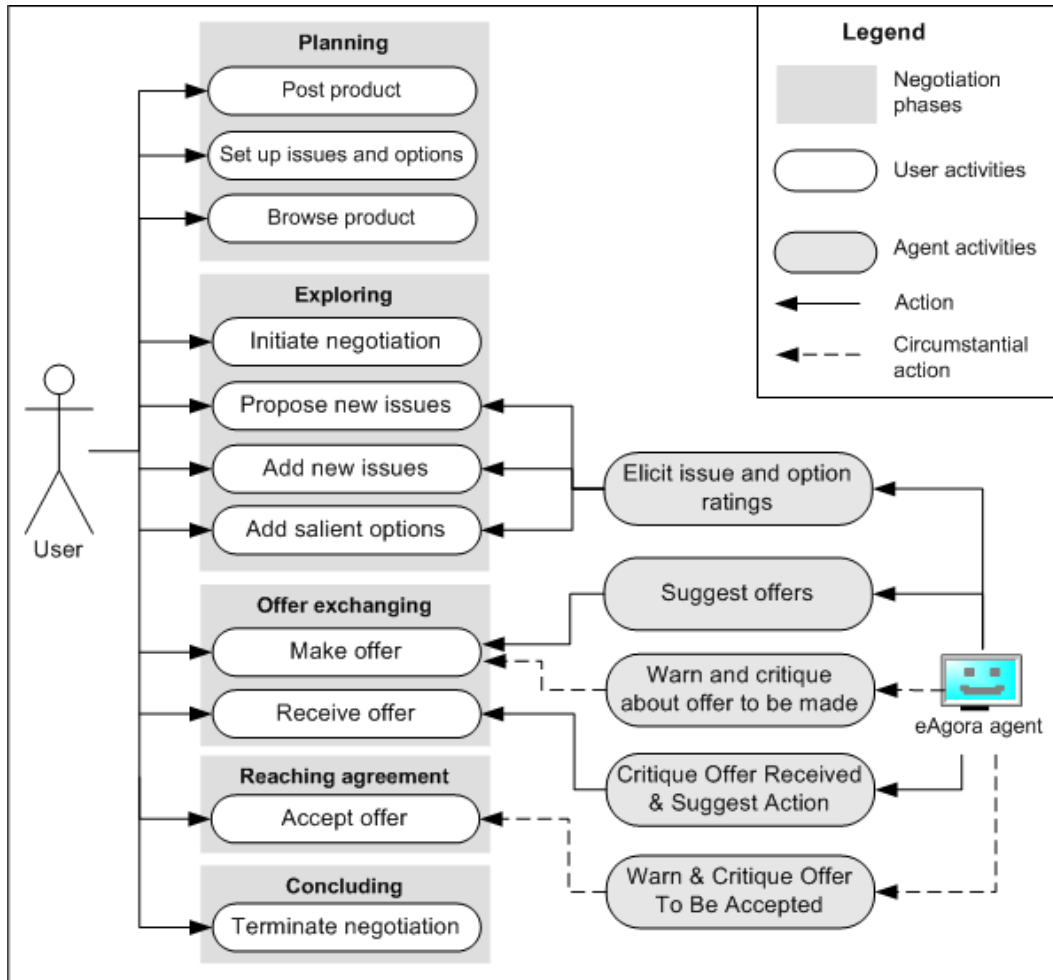 Planning
Post product
Set up issues and options
Browse product
Exploring
Initiate negotiation
Propose new issues
Add new issues
Add salient options
User
Offer exchanging
Make offer
Receive offer
Reaching agreement
Accept offer
Concluding
Terminate negotiation
Elicit issue and option
ratings
Suggest offers
Warn and critique
about offer to be made
Critique Offer Received
& Suggest Action
Warn & Critique Offer
To Be Accepted
eAgora agent
Legend
Negotiation
phases
User activities
Agent activities
Action
Circumstantial
action